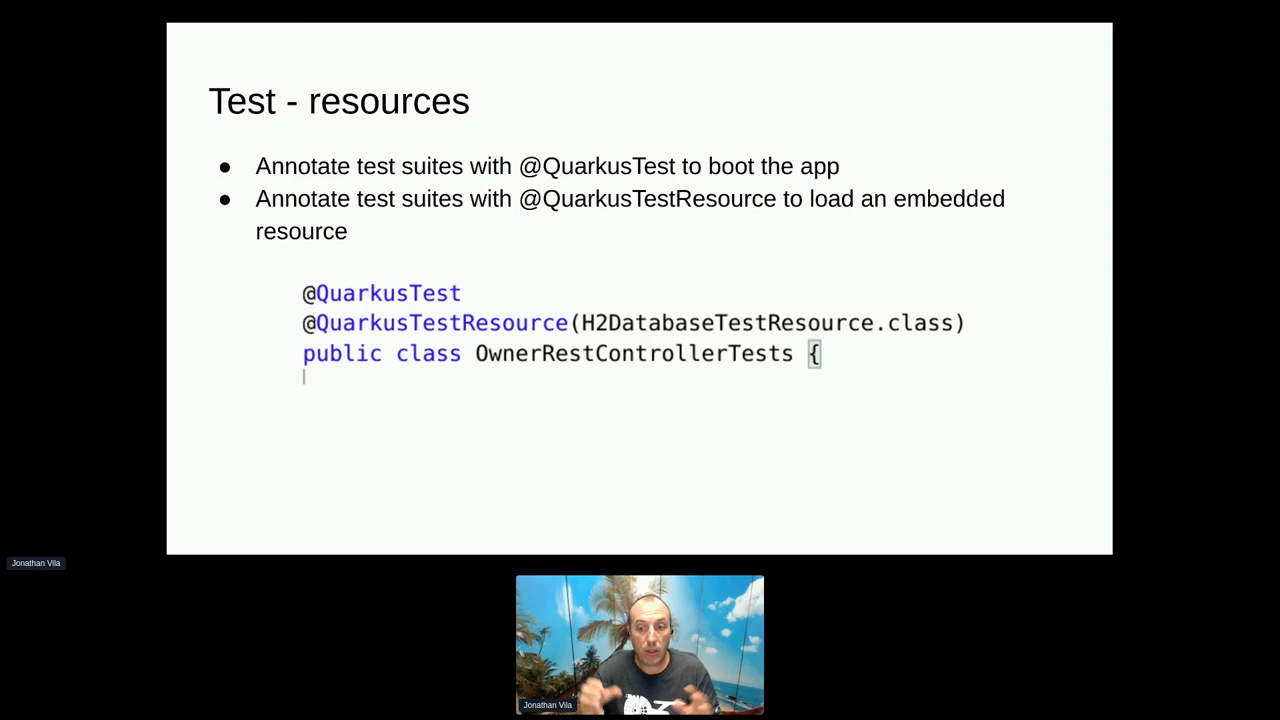 Test - resources
● Annotate test suites with @QuarkusTest to boot the app
● Annotate test suites with @QuarkusTestResource to load an embedded
resource
@QuarkusTest
@QuarkusTestResource(H2DatabaseTestResource.class)
public class OwnerRestControllerTests {
Jonathan Vila
Jonathan Vila